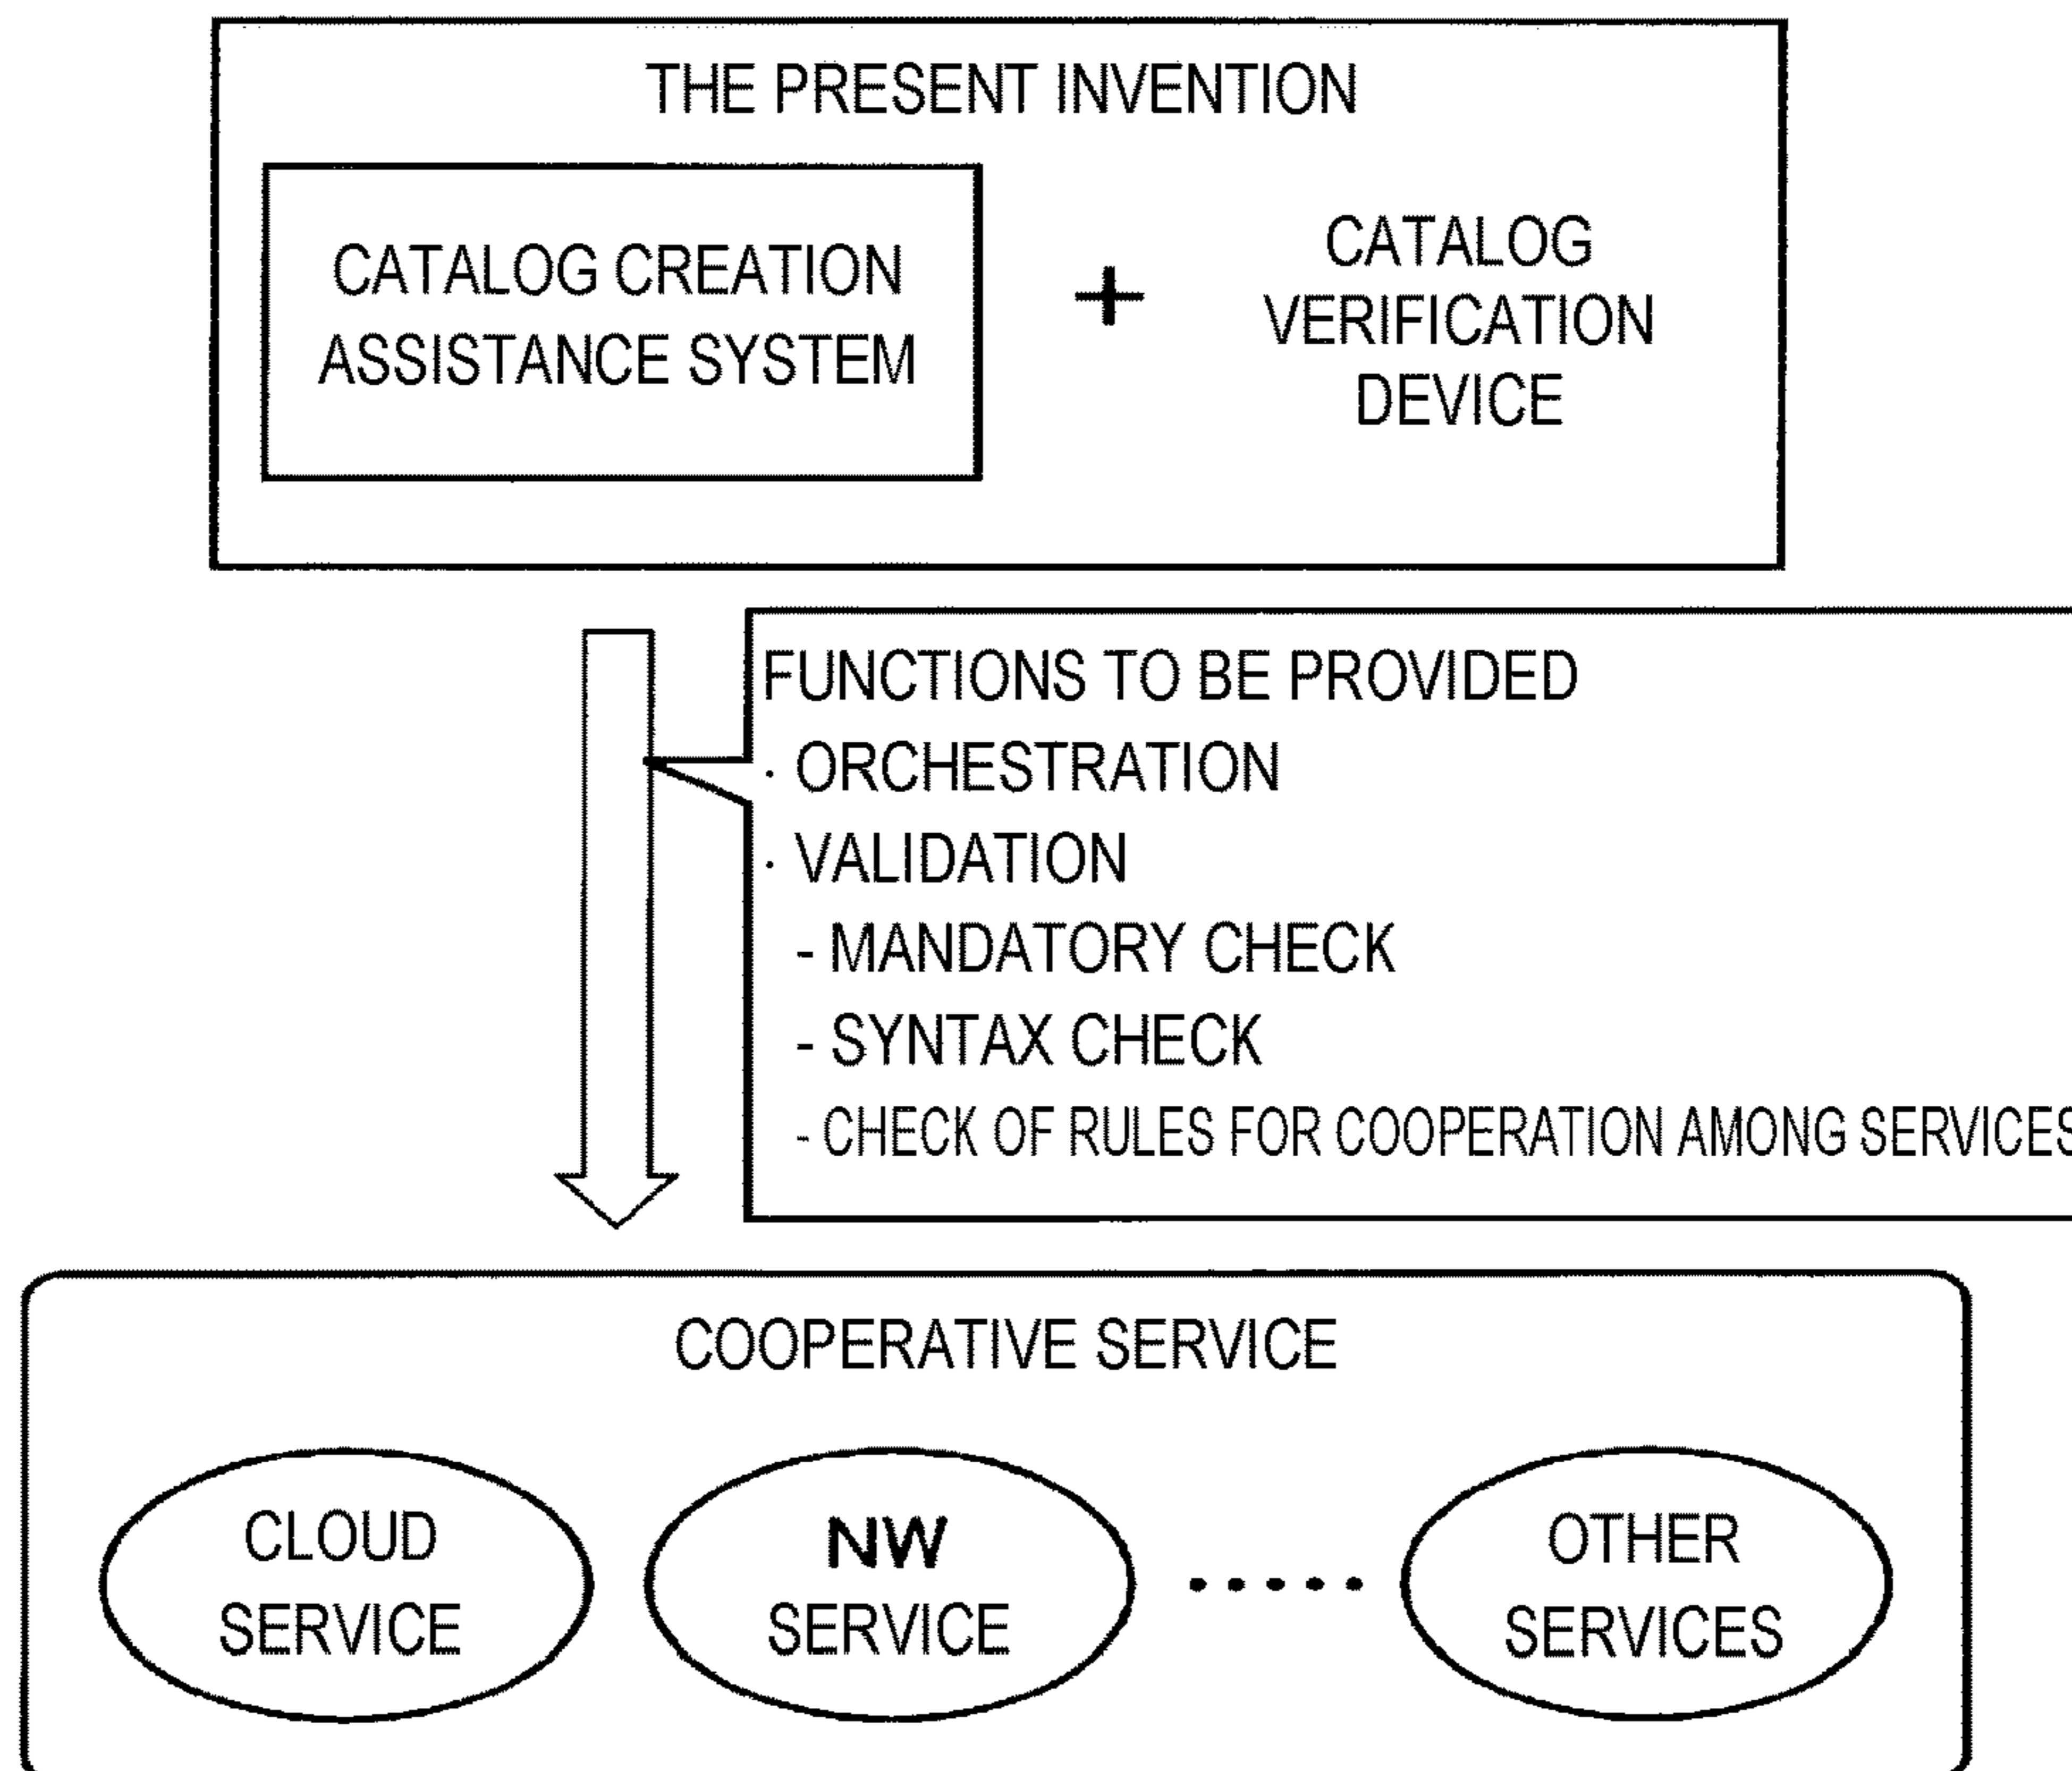 THE PRESENT INVENTION
CATALOG CREATION
ASSISTANCE SYSTEM
+
CATALOG
VERIFICATION
DEVICE
FUNCTIONS TO BE PROVIDED
· ORCHESTRATION
· VALIDATION
- MANDATORY CHECK
- SYNTAX CHECK
- CHECK OF RULES FOR COOPERATION AMONG SERVICES
COOPERATIVE SERVICE
CLOUD
SERVICE
NW
SERVICE
.....
OTHER
SERVICES